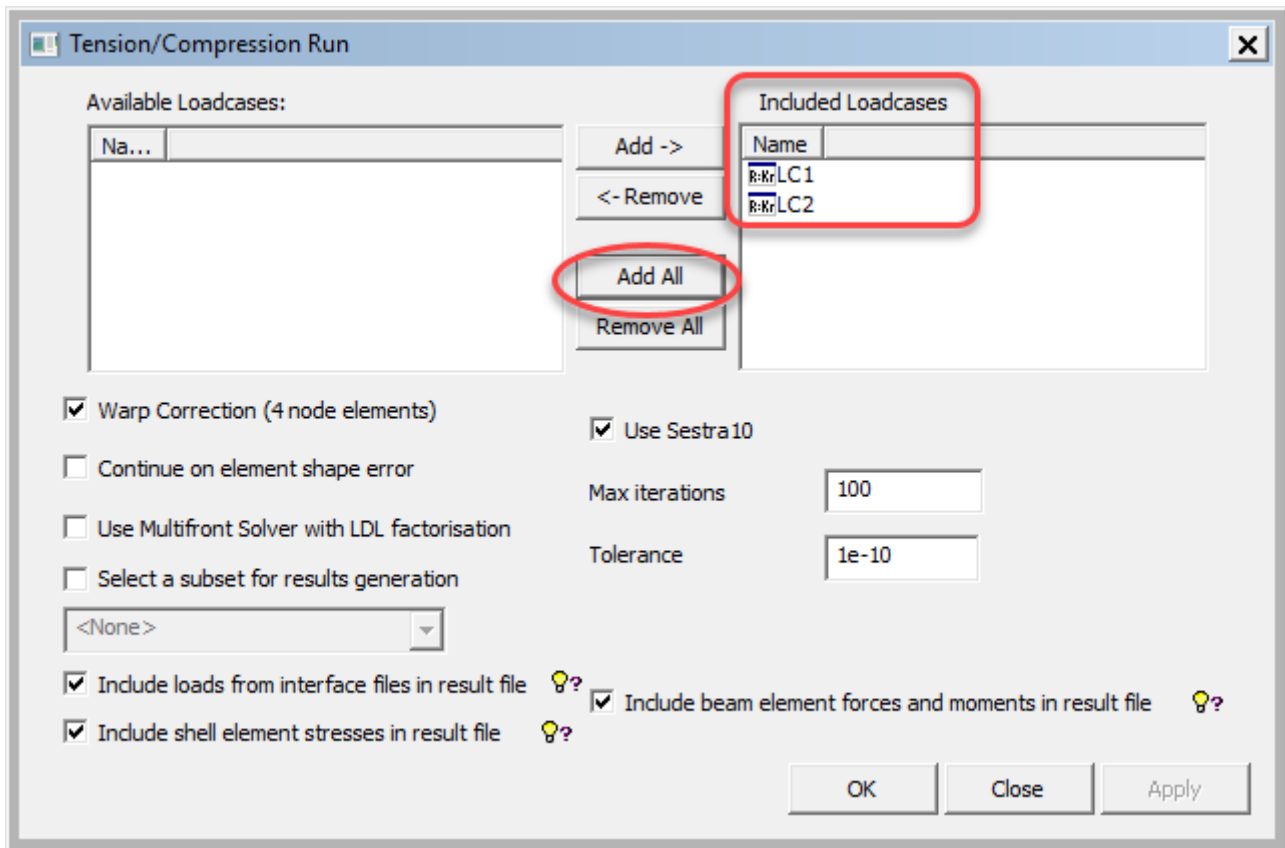 Tension/Compression Run
Available Loadcases:
Included Loadcases
Na...
Add ->
Name
R:Kr LC1
<- Remove
R:Kr LC2
Add All
Remove All
Warp Correction (4 node elements)
Use Sestra10
Continue on element shape error
Max iterations 100
Use Multifront Solver with LDL factorisation
Tolerance 1e-10
Select a subset for results generation
<None>
Include loads from interface files in result file ?
Include beam element forces and moments in result file ?
Include shell element stresses in result file ?
OK Close Apply